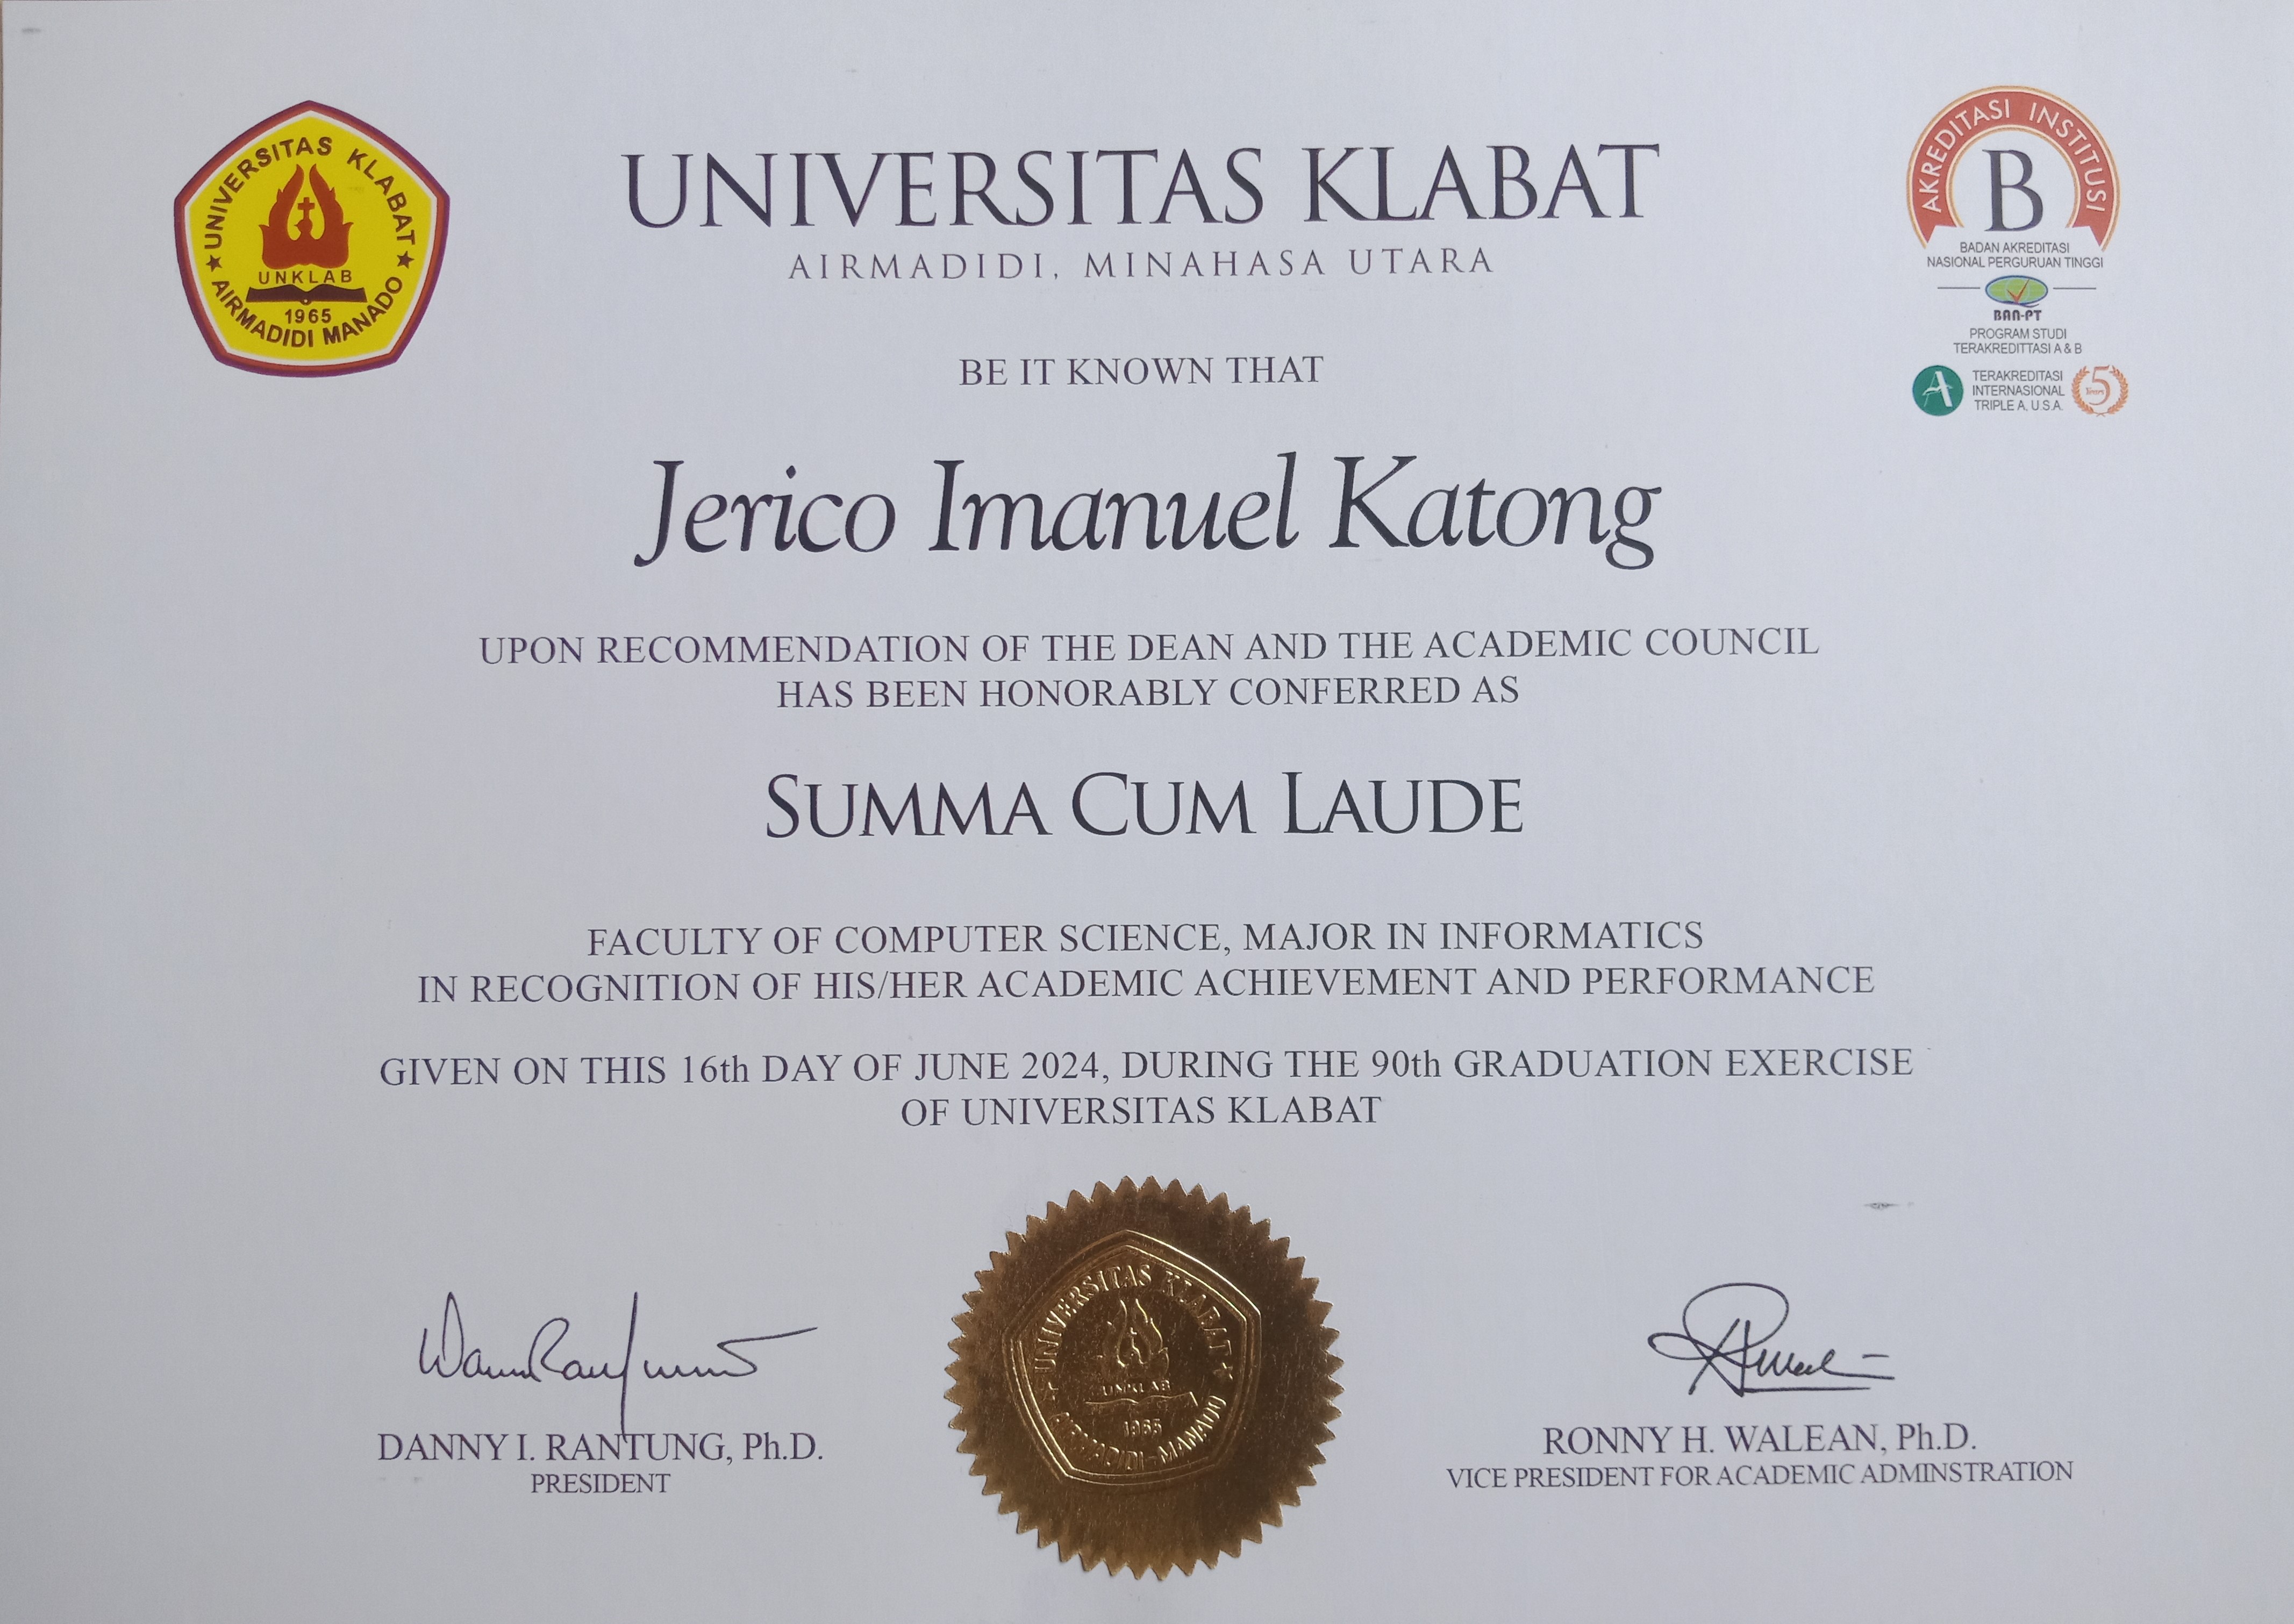 UNIVERSITAS KLABAT
AIRMADIDI MANADO
UNKLAB
1965
UNIVERSITAS KLABAT
AIRMADIDI, MINAHASA UTARA
AKREDITASI INSTITUSI
B
BADAN AKREDITASI
NASIONAL PERGURUAN TINGGI
BAN-PT
PROGRAM STUDI
TERAKREDITTASI A & B
A
TERAKREDITASI
INTERNASIONAL
TRIPLE A, U.S.A.
5
BE IT KNOWN THAT
Jerico Imanuel Katong
UPON RECOMMENDATION OF THE DEAN AND THE ACADEMIC COUNCIL
HAS BEEN HONORABLY CONFERRED AS
SUMMA CUM LAUDE
FACULTY OF COMPUTER SCIENCE, MAJOR IN INFORMATICS
IN RECOGNITION OF HIS/HER ACADEMIC ACHIEVEMENT AND PERFORMANCE
GIVEN ON THIS 16th DAY OF JUNE 2024, DURING THE 90th GRADUATION EXERCISE
OF UNIVERSITAS KLABAT
UNIVERSITAS KLABAT
UNKLAB
1965
AIRMADIDI-MANADO
DANNY I. RANTUNG, Ph.D.
PRESIDENT
RONNY H. WALEAN, Ph.D.
VICE PRESIDENT FOR ACADEMIC ADMINSTRATION